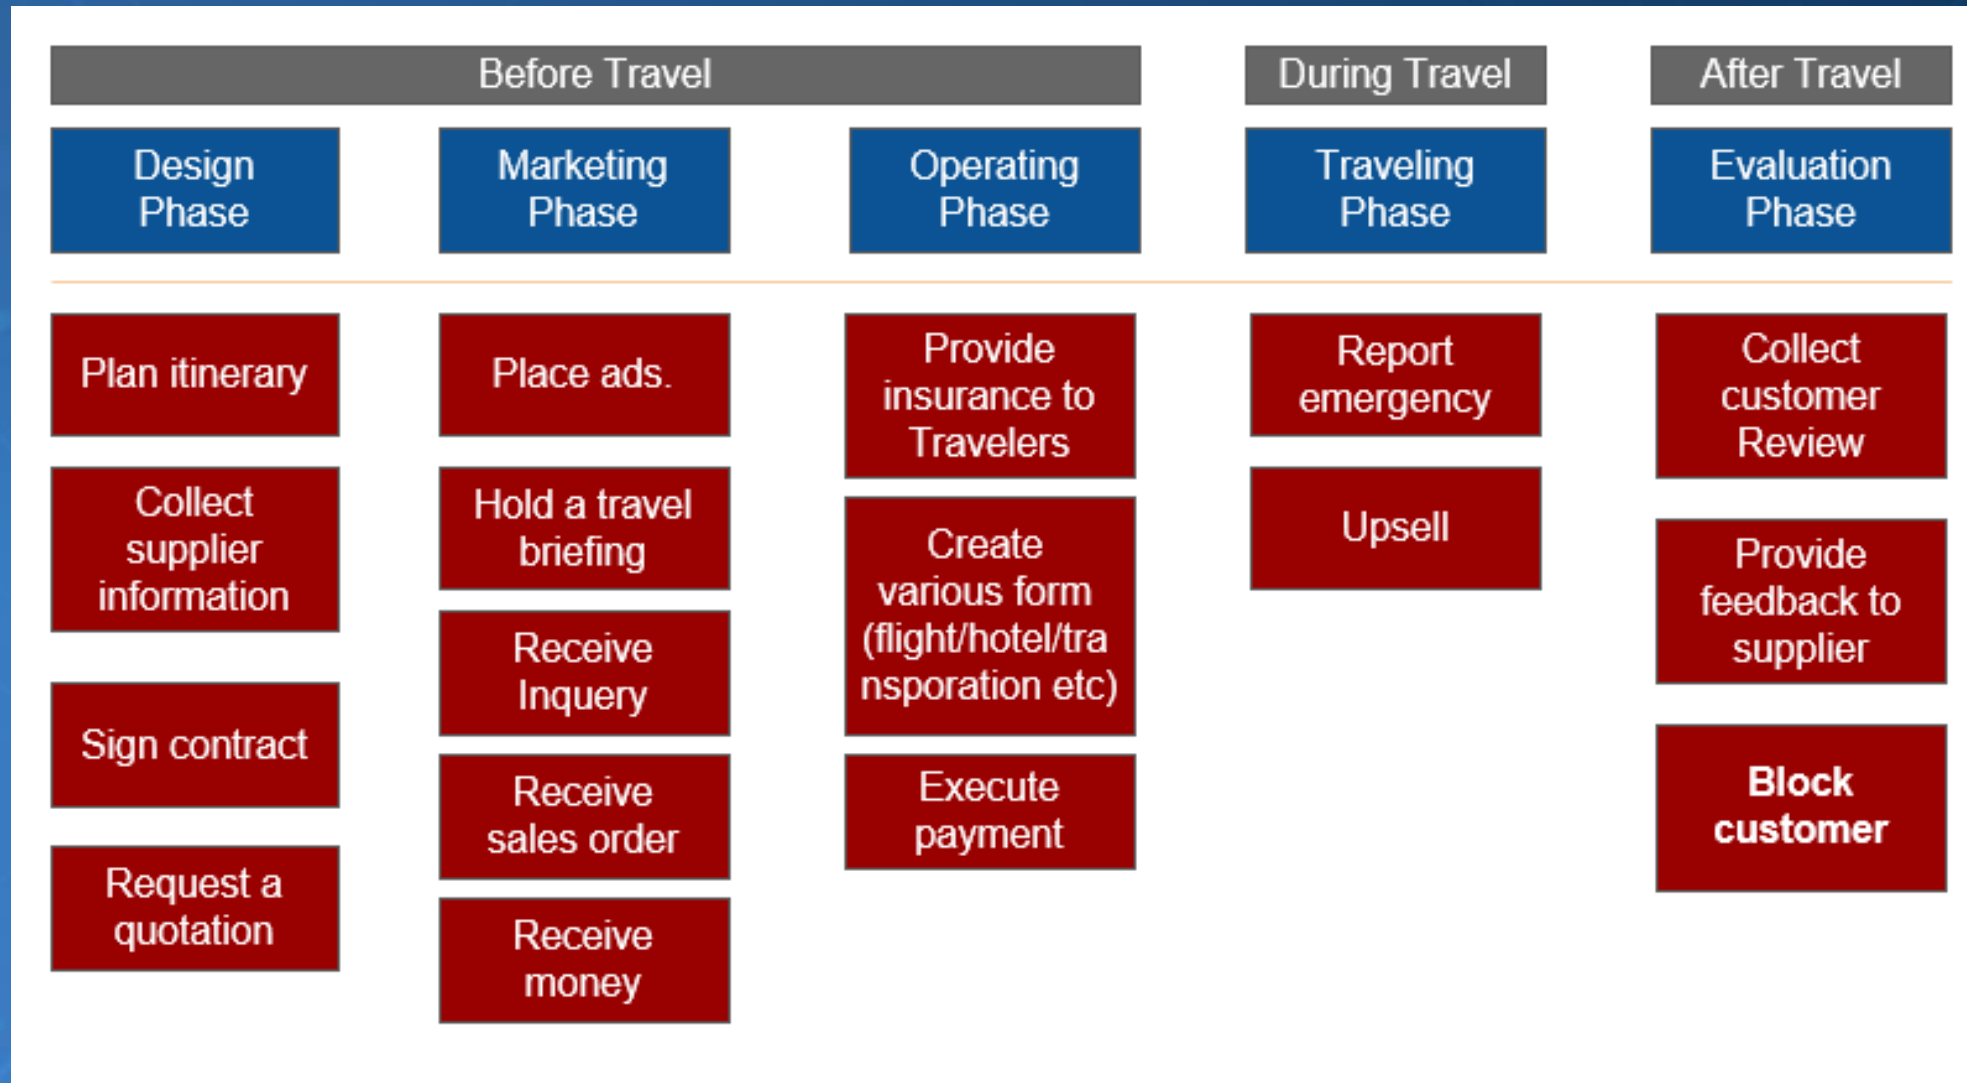 Before Travel
During Travel
After Travel
Design
Phase
Marketing
Phase
Operating
Phase
Traveling
Phase
Evaluation
Phase
Plan itinerary
Collect
supplier
information
Sign contract
Request a
quotation
Place ads.
Hold a travel
briefing
Receive
Inquery
Receive
sales order
Receive
money
Provide
insurance to
Travelers
Create
various form
(flight/hotel/tra
nsporation etc)
Execute
payment
Report
emergency
Upsell
Collect
customer
Review
Provide
feedback to
supplier
Block
customer